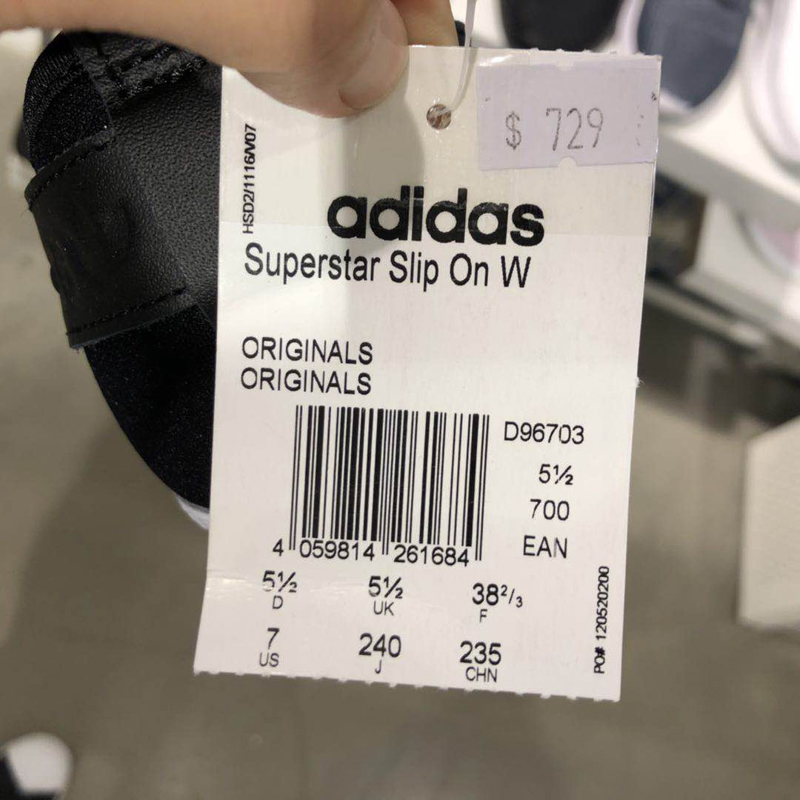 $ 729
HSD2/1116/V07
adidas
Superstar Slip On W
ORIGINALS
ORIGINALS
D96703
5½
700
EAN
4 059814 261684
5½ 5½ 38²/₃
D UK F
7 240 235
US J CHN
PO# 120520200